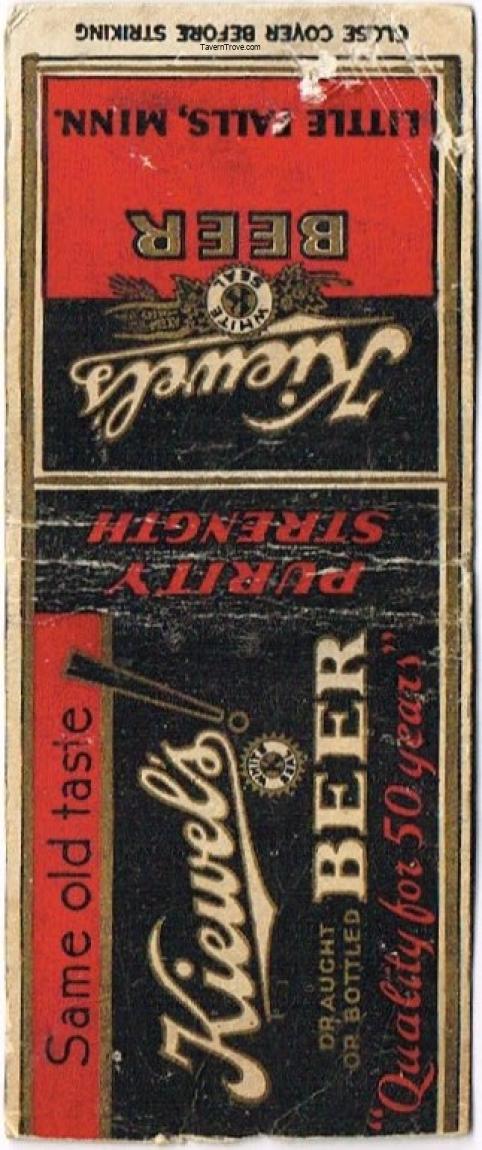 CLOSE COVER BEFORE STRIKING
TavernTrove.com
Kiewel's
WHITE SEAL
BEER
LITTLE FALLS, MINN.
PURITY
STRENGTH
Same old taste!
Kiewel's
DRAUGHT
OR BOTTLED
BEER
"Quality for 50 years"